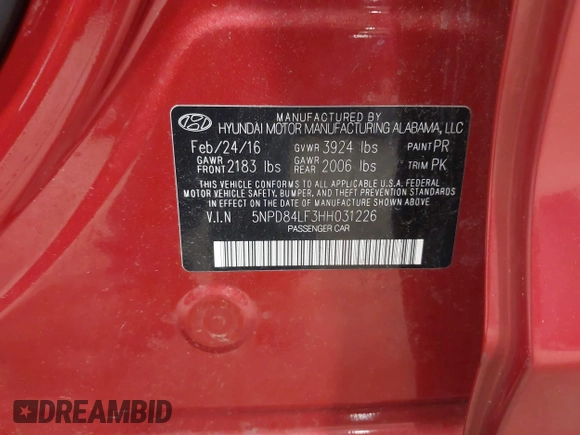 MANUFACTURED BY
HYUNDAI MOTOR MANUFACTURING ALABAMA, LLC
Feb/24/16 GVWR 3924 lbs PAINT PR
GAWR FRONT 2183 lbs GAWR REAR 2006 lbs TRIM PK
THIS VEHICLE CONFORMS TO ALL APPLICABLE U.S.A. FEDERAL
MOTOR VEHICLE SAFETY, BUMPER, AND THEFT PREVENTION STANDARDS
IN EFFECT ON THE DATE OF MANUFACTURE SHOWN ABOVE.
V.I.N 5NPD84LF3HH031226
PASSENGER CAR
DREAMBID